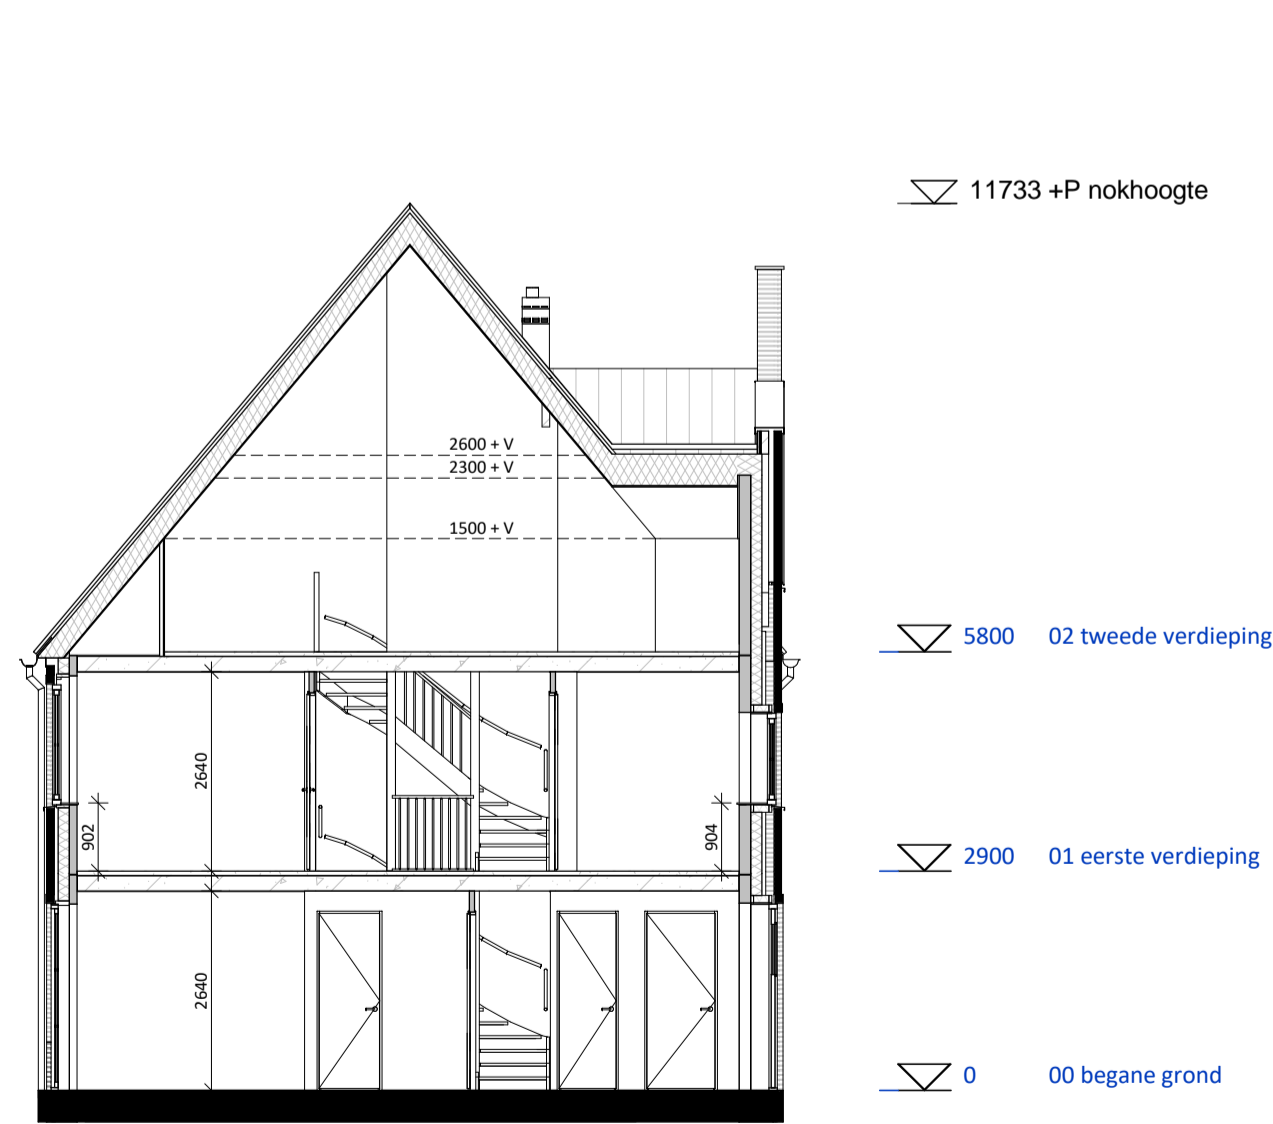 11733 +P nokhoogte
2600 + V
2300 + V
1500 + V
5800 02 tweede verdieping
2640
902
904
2900 01 eerste verdieping
2640
0 00 begane grond